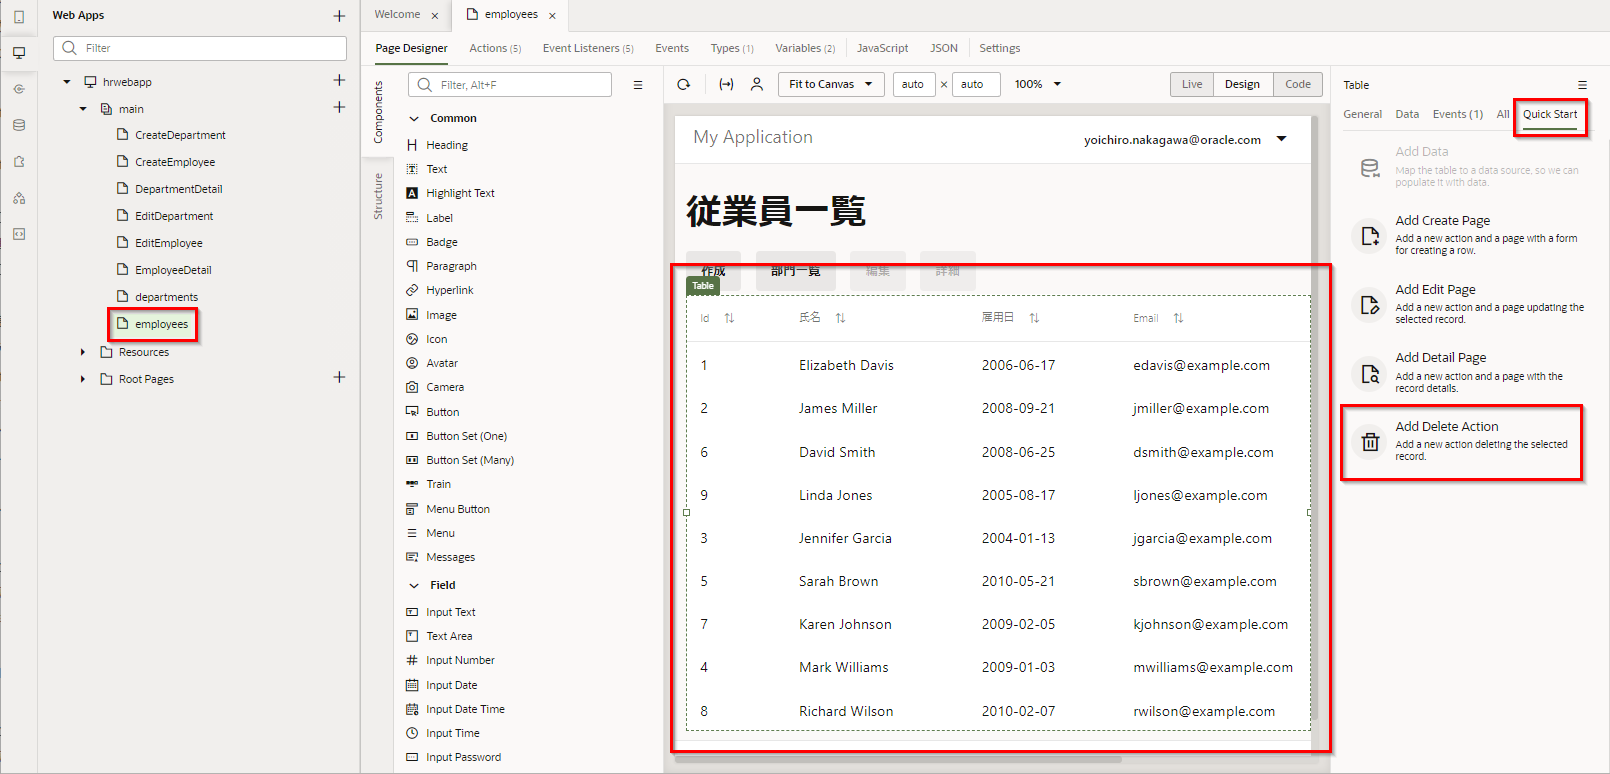 Web Apps
Filter
hrwebapp
main
CreateDepartment
CreateEmployee
DepartmentDetail
EditDepartment
EditEmployee
EmployeeDetail
departments
employees
Resources
Root Pages
Welcome
employees
Page Designer
Actions (5)
Event Listeners (5)
Events
Types (1)
Variables (2)
JavaScript
JSON
Settings
Components
Structure
Filter, Alt+F
Common
Heading
Text
Highlight Text
Label
Badge
Paragraph
Hyperlink
Image
Icon
Avatar
Camera
Button
Button Set (One)
Button Set (Many)
Train
Menu Button
Menu
Messages
Field
Input Text
Text Area
Input Number
Input Date
Input Date Time
Input Time
Input Password
Fit to Canvas
auto × auto
100%
Live
Design
Code
My Application
yoichiro.nakagawa@oracle.com
従業員一覧
作成
部門一覧
編集
詳細
Table
Id 氏名 雇用日 Email
1 Elizabeth Davis 2006-06-17 edavis@example.com
2 James Miller 2008-09-21 jmiller@example.com
6 David Smith 2008-06-25 dsmith@example.com
9 Linda Jones 2005-08-17 ljones@example.com
3 Jennifer Garcia 2004-01-13 jgarcia@example.com
5 Sarah Brown 2010-05-21 sbrown@example.com
7 Karen Johnson 2009-02-05 kjohnson@example.com
4 Mark Williams 2009-01-03 mwilliams@example.com
8 Richard Wilson 2010-02-07 rwilson@example.com
Table
General
Data
Events (1)
All
Quick Start
Add Data
Map the table to a data source, so we can
populate it with data.
Add Create Page
Add a new action and a page with a form
for creating a row.
Add Edit Page
Add a new action and a page updating the
selected record.
Add Detail Page
Add a new action and a page with the
record details.
Add Delete Action
Add a new action deleting the selected
record.